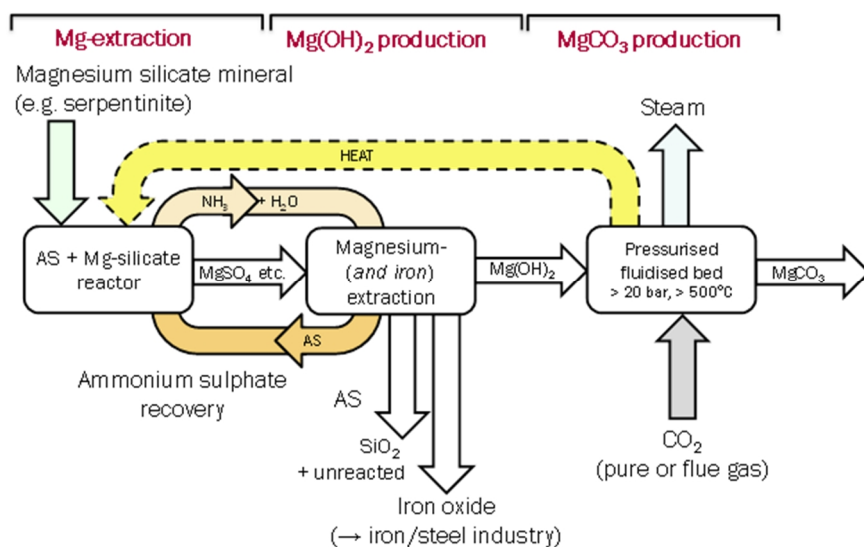 Mg-extraction
Mg(OH)₂ production
MgCO₃ production
Magnesium silicate mineral
(e.g. serpentinite)
Steam
HEAT
NH₃ + H₂O
AS + Mg-silicate
reactor
MgSO₄ etc.
Magnesium-
(and iron)
extraction
Mg(OH)₂
Pressurised
fluidised bed
> 20 bar, > 500°C
MgCO₃
AS
Ammonium sulphate
recovery
AS
SiO₂
+ unreacted
Iron oxide
(→ iron/steel industry)
CO₂
(pure or flue gas)